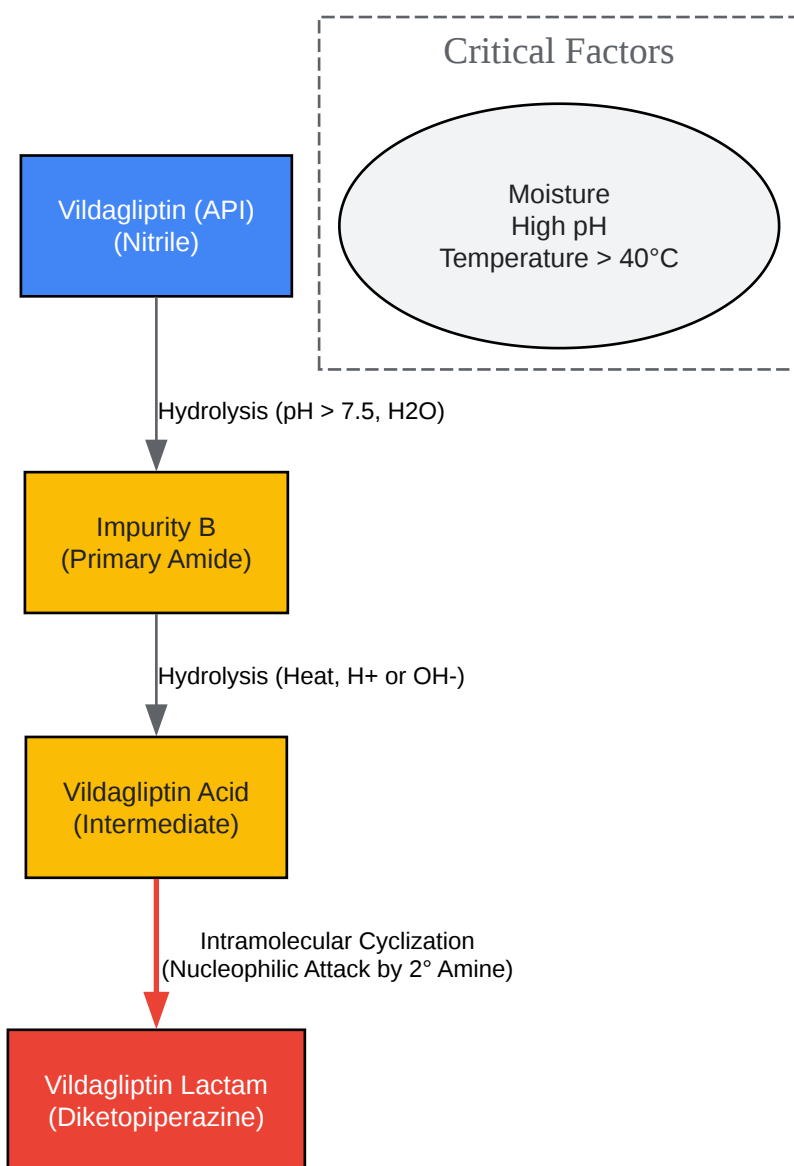 Critical Factors
Moisture
High pH
Temperature > 40°C
Vildagliptin (API)
(Nitrile)
Hydrolysis (pH > 7.5, H2O)
Impurity B
(Primary Amide)
Hydrolysis (Heat, H+ or OH-)
Vildagliptin Acid
(Intermediate)
Intramolecular Cyclization
(Nucleophilic Attack by 2° Amine)
Vildagliptin Lactam
(Diketopiperazine)